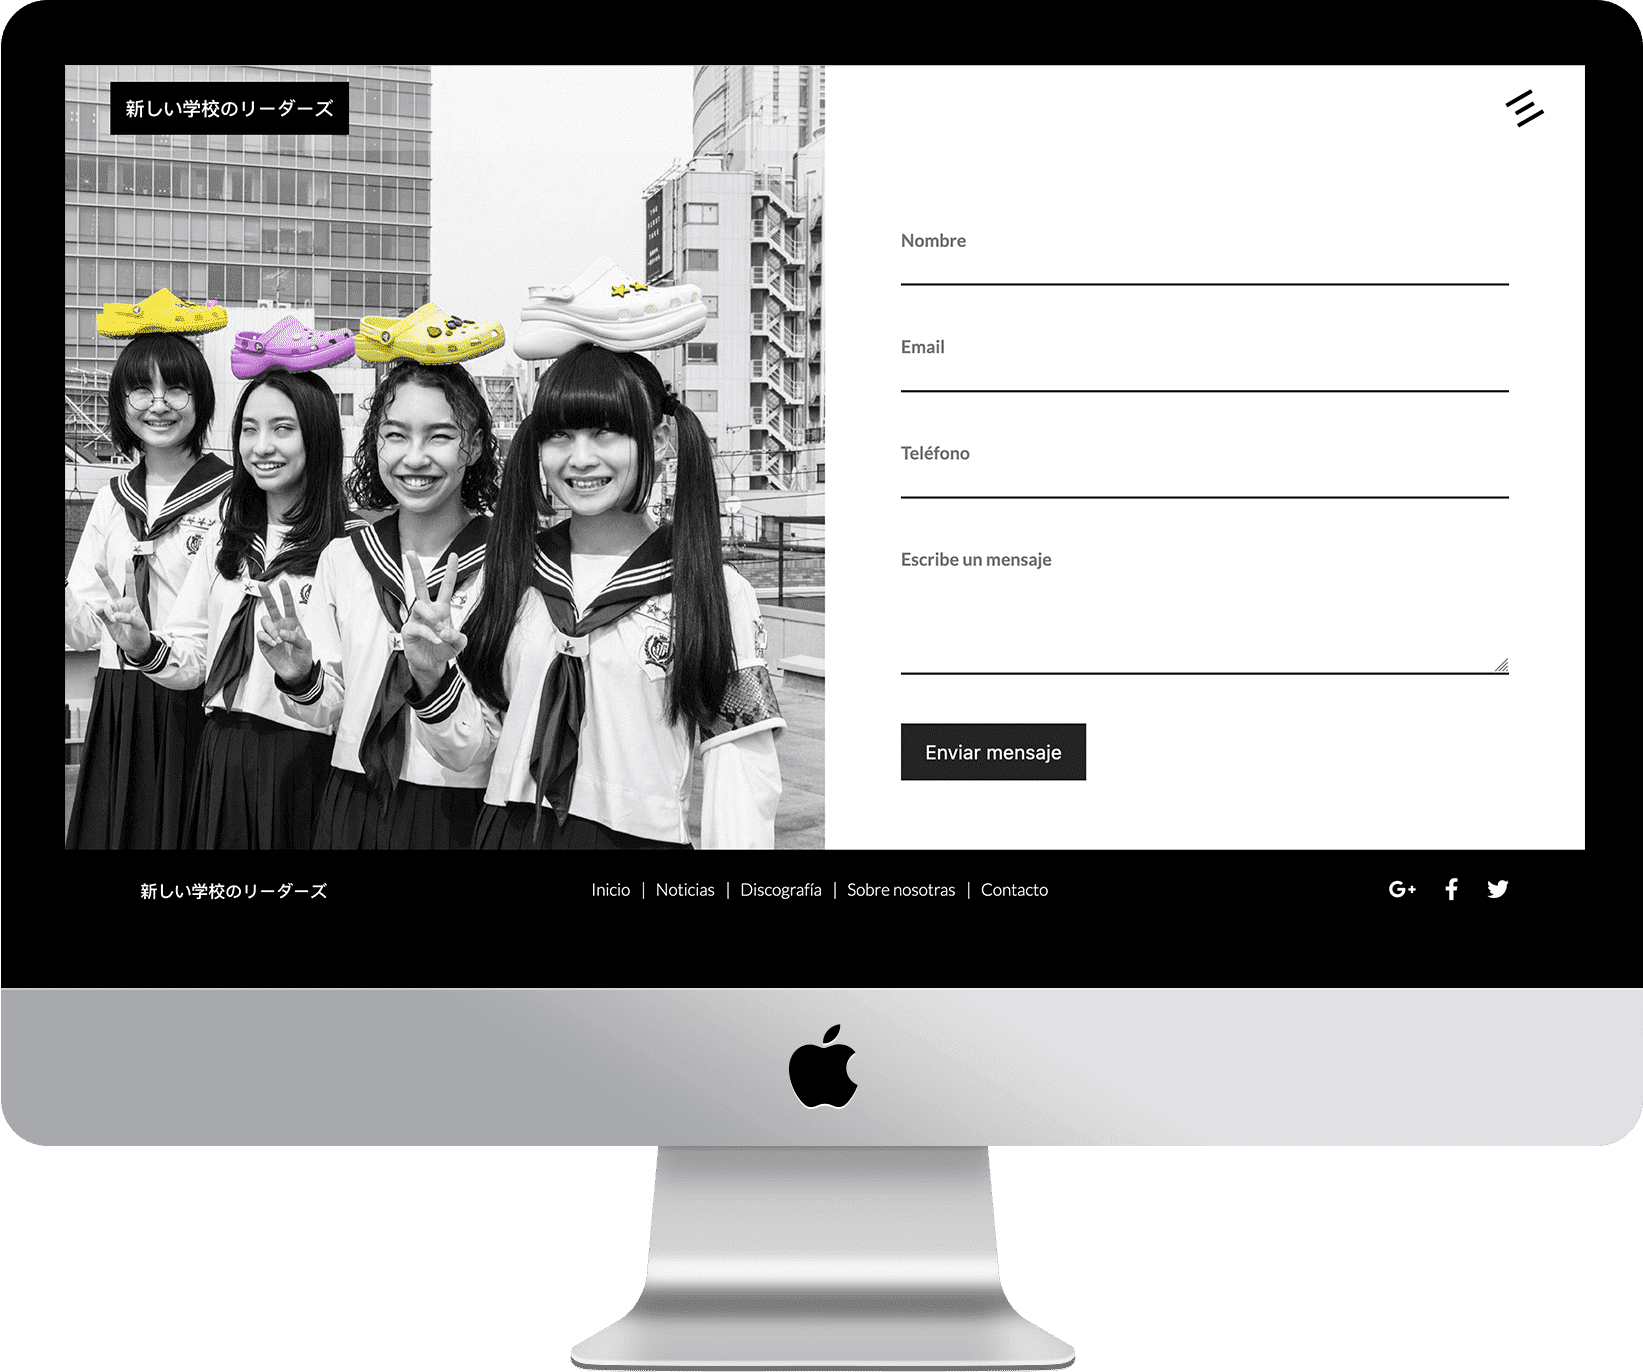 新しい学校のリーダーズ
Nombre
Email
Teléfono
Escribe un mensaje
Enviar mensaje
新しい学校のリーダーズ
Inicio | Noticias | Discografía | Sobre nosotras | Contacto
G+